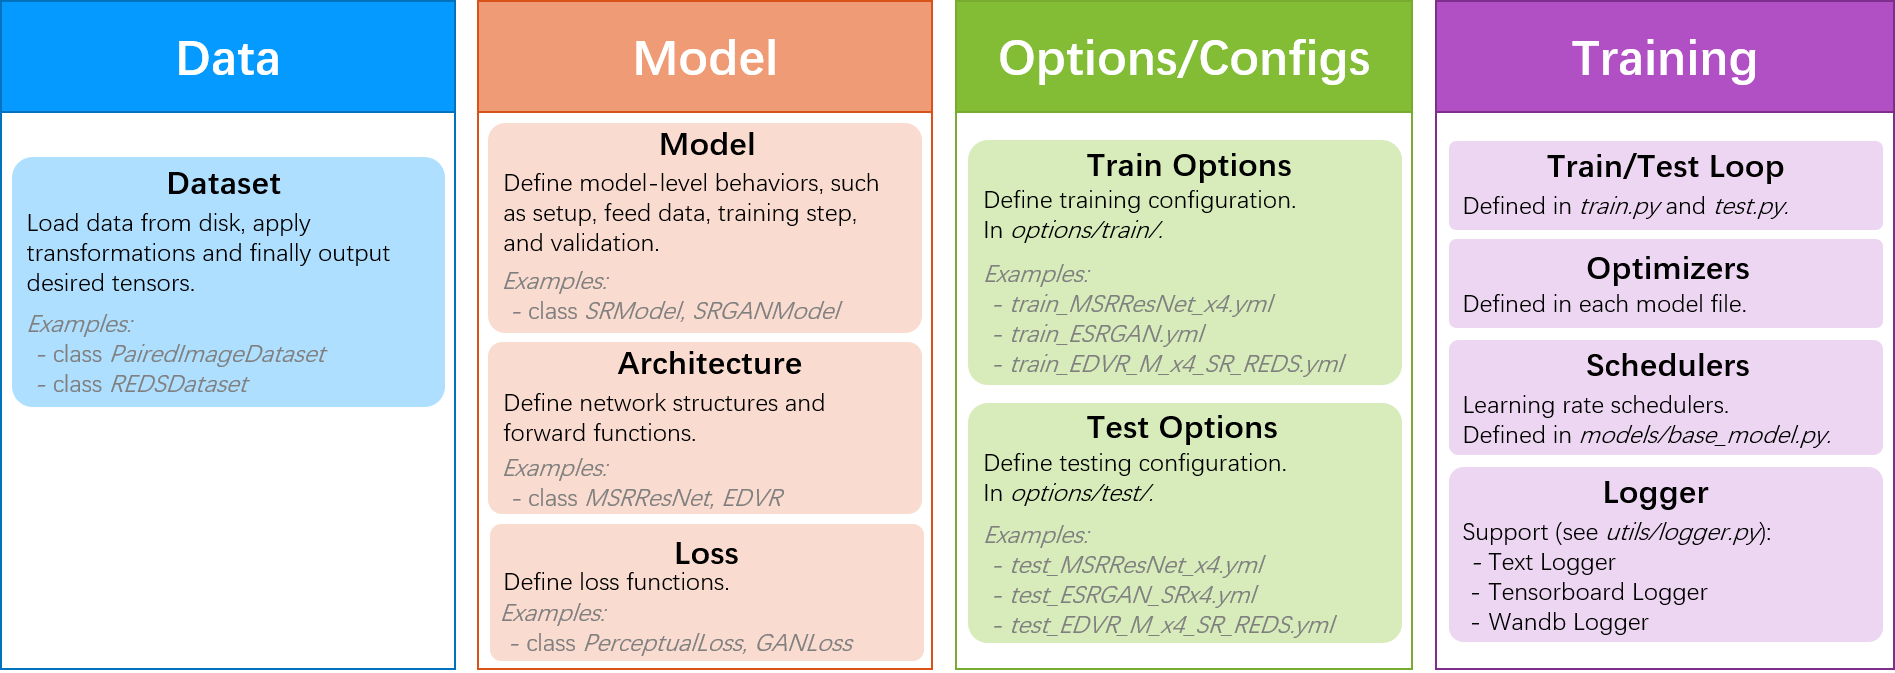 Data
Dataset
Load data from disk, apply
transformations and finally output
desired tensors.
Examples:
- class PairedImageDataset
- class REDSDataset
Model
Model
Define model-level behaviors, such
as setup, feed data, training step,
and validation.
Examples:
- class SRModel, SRGANModel
Architecture
Define network structures and
forward functions.
Examples:
- class MSRResNet, EDVR
Loss
Define loss functions.
Examples:
- class PerceptualLoss, GANLoss
Options/Configs
Train Options
Define training configuration.
In options/train/.
Examples:
- train_MSRResNet_x4.yml
- train_ESRGAN.yml
- train_EDVR_M_x4_SR_REDS.yml
Test Options
Define testing configuration.
In options/test/.
Examples:
- test_MSRResNet_x4.yml
- test_ESRGAN_SRx4.yml
- test_EDVR_M_x4_SR_REDS.yml
Training
Train/Test Loop
Defined in train.py and test.py.
Optimizers
Defined in each model file.
Schedulers
Learning rate schedulers.
Defined in models/base_model.py.
Logger
Support (see utils/logger.py):
- Text Logger
- Tensorboard Logger
- Wandb Logger